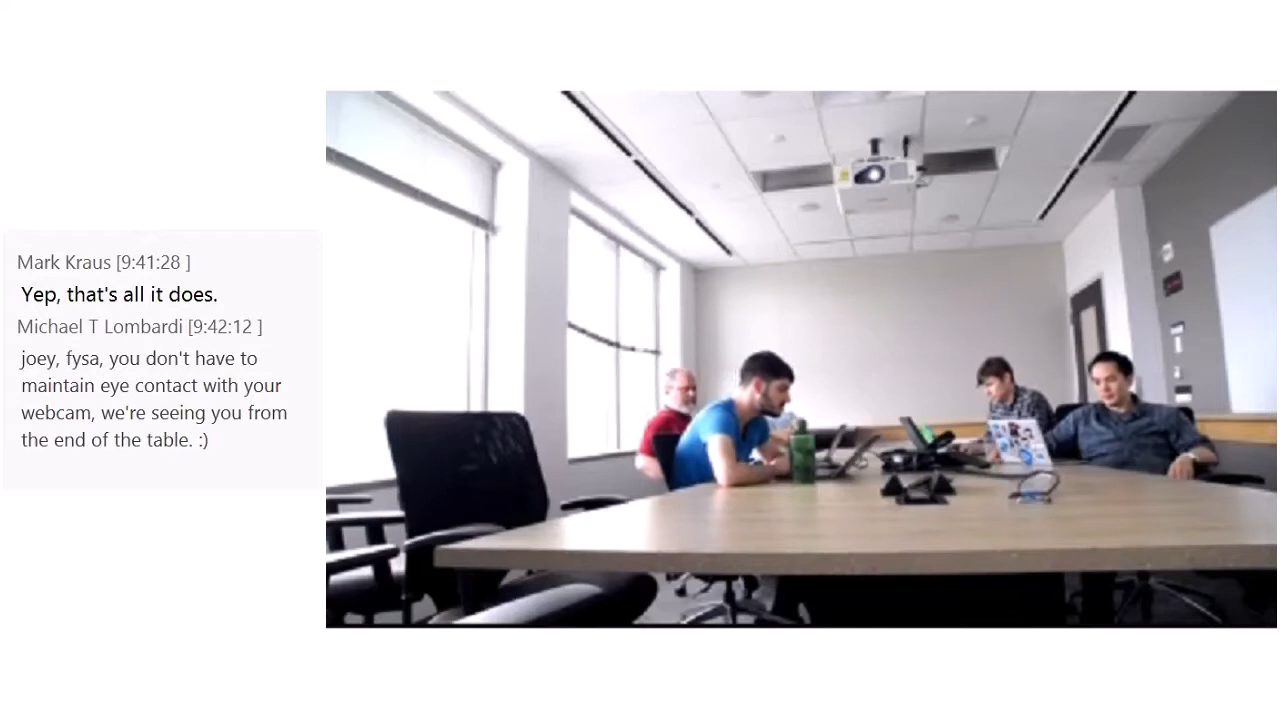 Mark Kraus [9:41:28 ]
Yep, that's all it does.
Michael T Lombardi [9:42:12 ]
joey, fysa, you don't have to
maintain eye contact with your
webcam, we're seeing you from
the end of the table. :)